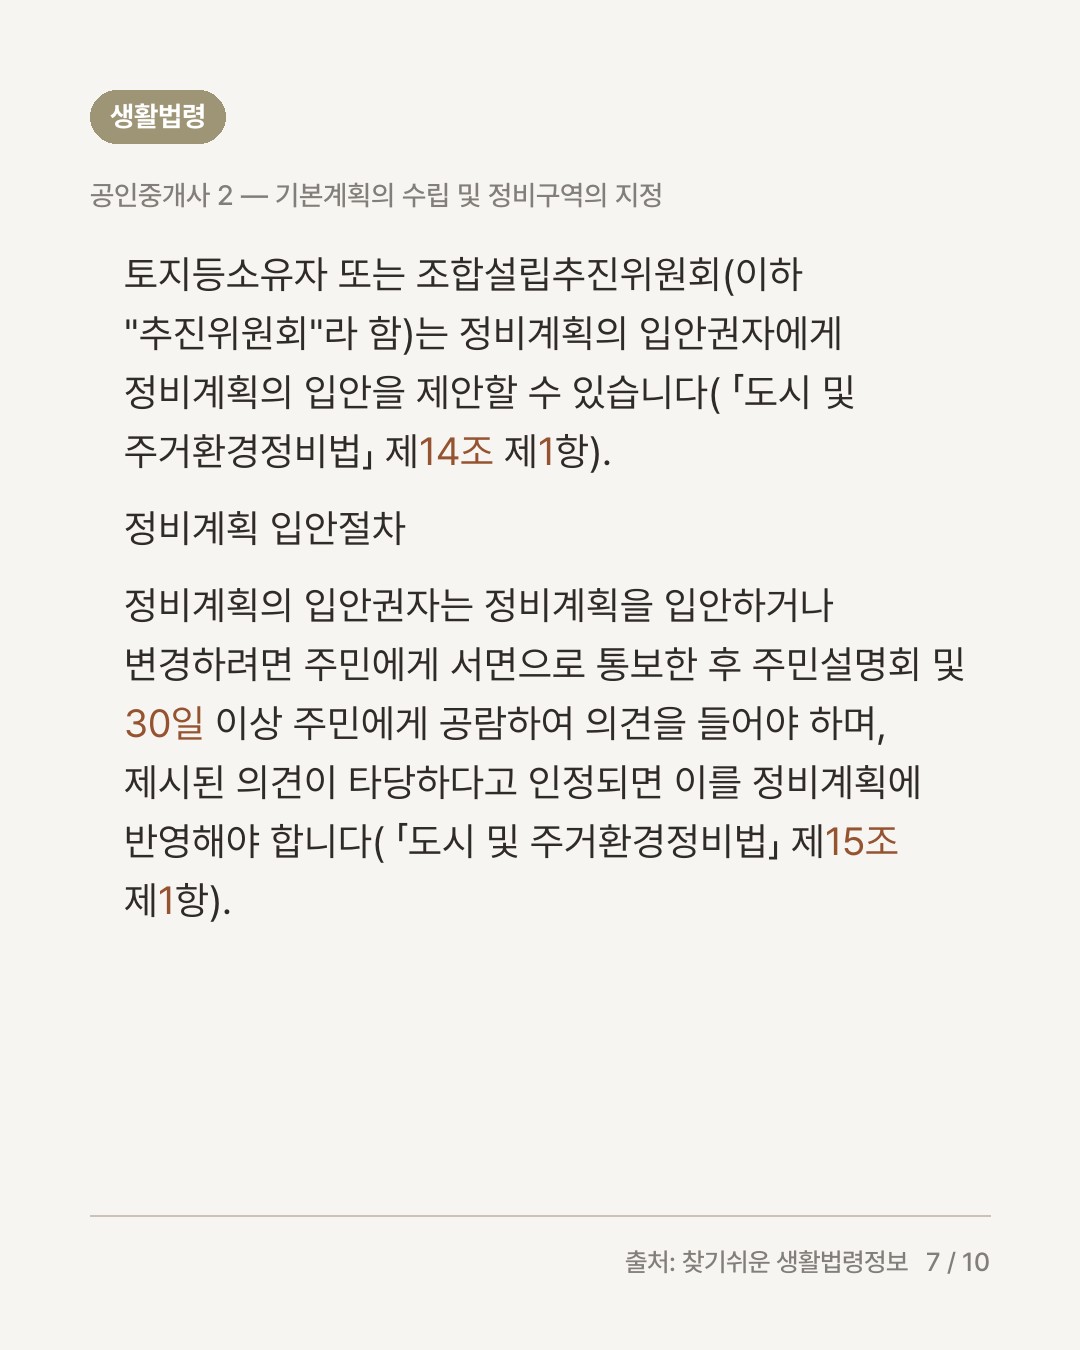 생활법령
공인중개사 2 — 기본계획의 수립 및 정비구역의 지정
토지등소유자 또는 조합설립추진위원회(이하
"추진위원회"라 함)는 정비계획의 입안권자에게
정비계획의 입안을 제안할 수 있습니다(「도시 및
주거환경정비법」 제14조 제1항).
정비계획 입안절차
정비계획의 입안권자는 정비계획을 입안하거나
변경하려면 주민에게 서면으로 통보한 후 주민설명회 및
30일 이상 주민에게 공람하여 의견을 들어야 하며,
제시된 의견이 타당하다고 인정되면 이를 정비계획에
반영해야 합니다(「도시 및 주거환경정비법」 제15조
제1항).
출처: 찾기쉬운 생활법령정보 7 / 10